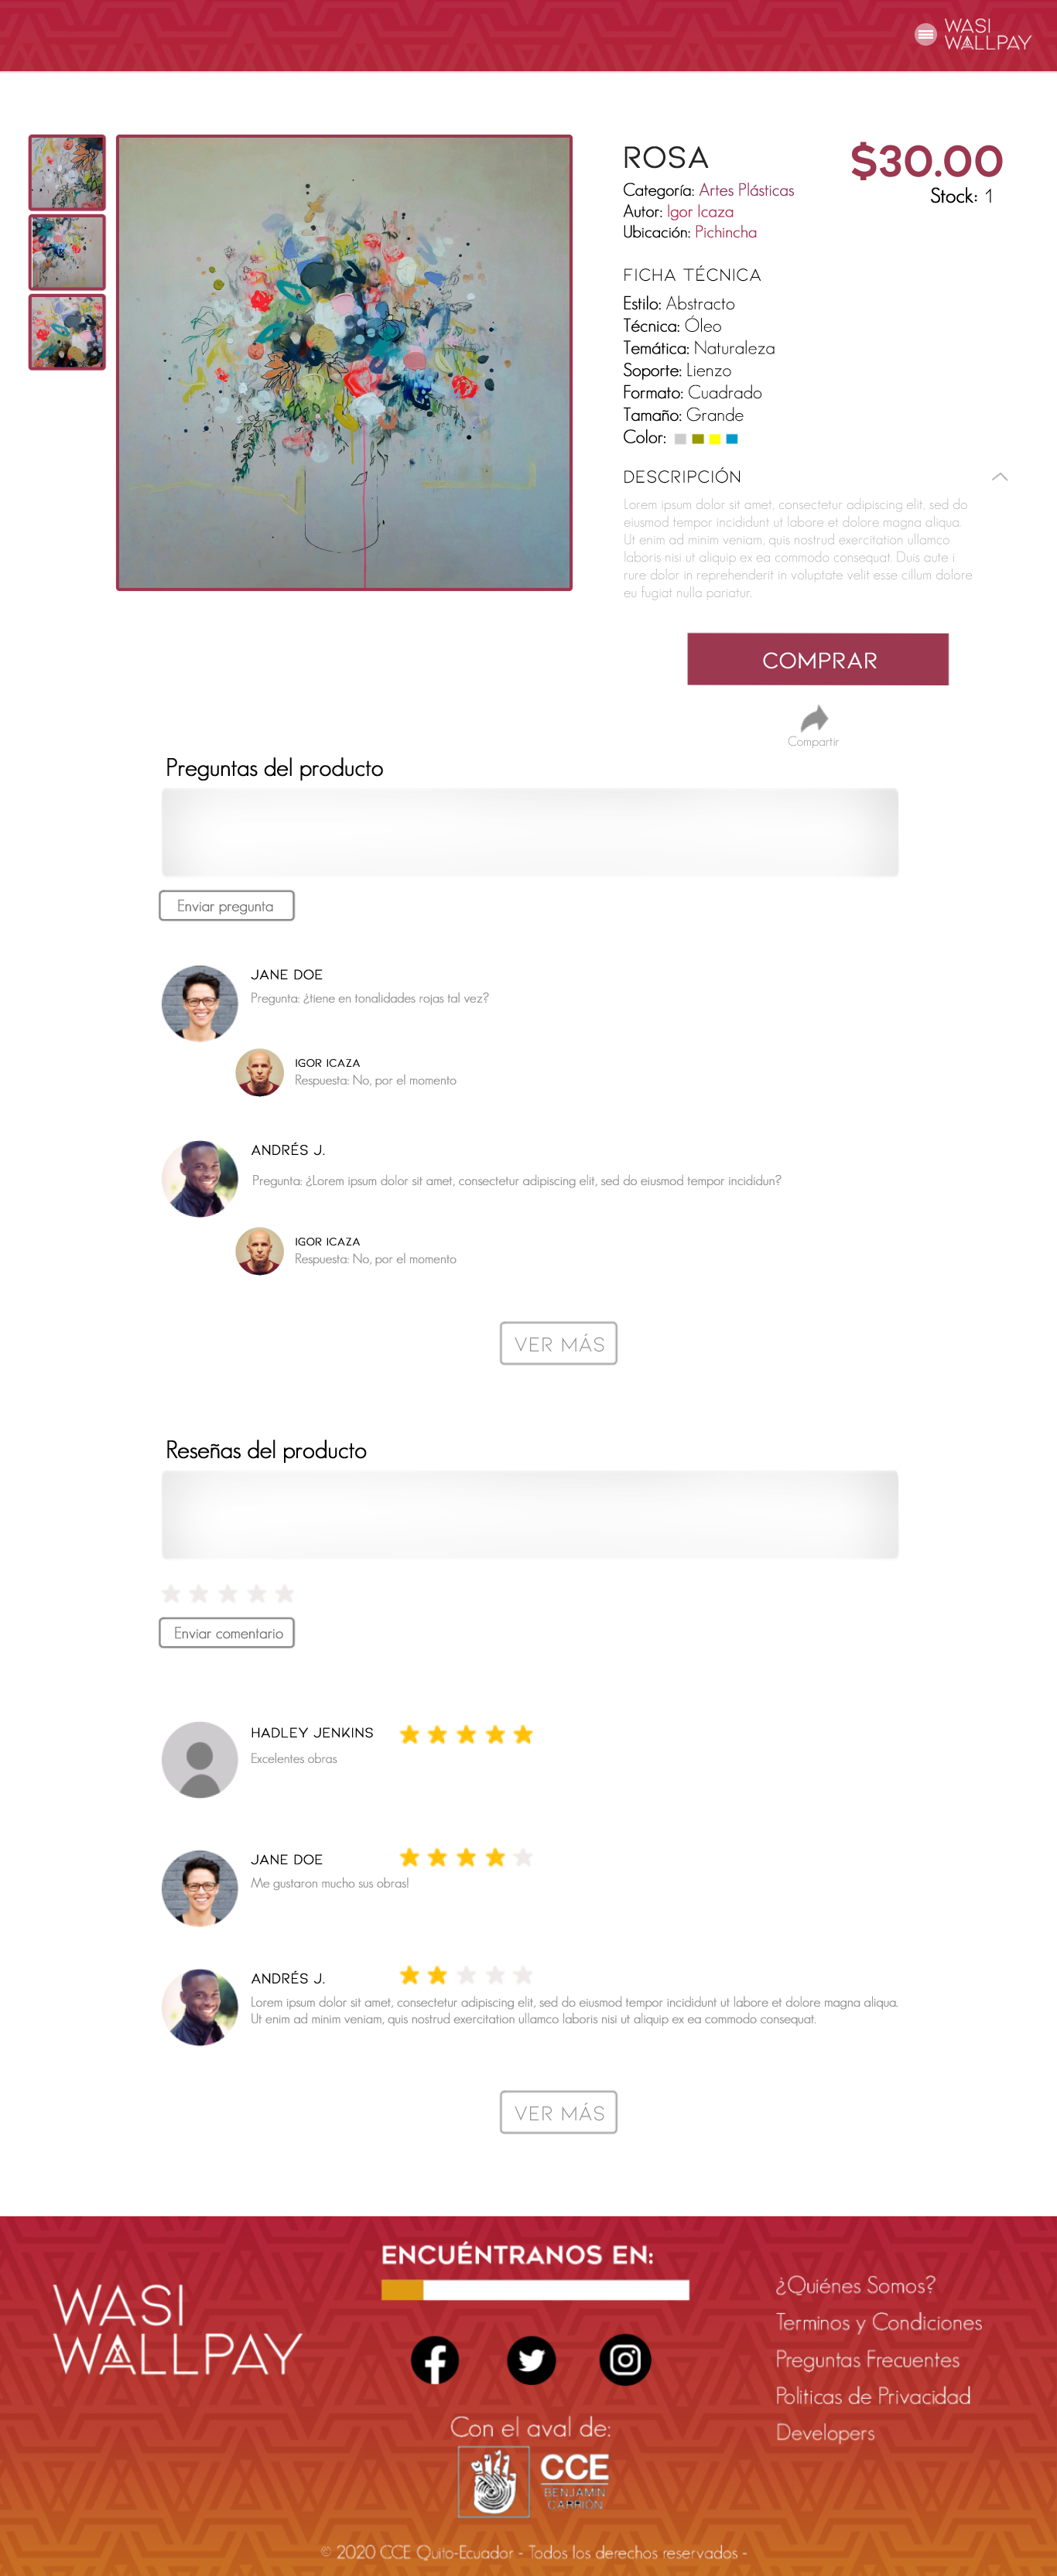 WASI
WALLPAY
ROSA
$30.00
Categoría: Artes Plásticas
Stock: 1
Autor: Igor Icaza
Ubicación: Pichincha
FICHA TÉCNICA
Estilo: Abstracto
Técnica: Óleo
Temática: Naturaleza
Soporte: Lienzo
Formato: Cuadrado
Tamaño: Grande
Color:
DESCRIPCIÓN
Lorem ipsum dolor sit amet, consectetur adipiscing elit, sed do
eiusmod tempor incididunt ut labore et dolore magna aliqua.
Ut enim ad minim veniam, quis nostrud exercitation ullamco
laboris nisi ut aliquip ex ea commodo consequat. Duis aute i
rure dolor in reprehenderit in voluptate velit esse cillum dolore
eu fugiat nulla pariatur.
COMPRAR
Compartir
Preguntas del producto
Enviar pregunta
JANE DOE
Pregunta: ¿tiene en tonalidades rojas tal vez?
IGOR ICAZA
Respuesta: No, por el momento
ANDRÉS J.
Pregunta: ¿Lorem ipsum dolor sit amet, consectetur adipiscing elit, sed do eiusmod tempor incididun?
IGOR ICAZA
Respuesta: No, por el momento
VER MÁS
Reseñas del producto
Enviar comentario
HADLEY JENKINS
Excelentes obras
JANE DOE
Me gustaron mucho sus obras!
ANDRÉS J.
Lorem ipsum dolor sit amet, consectetur adipiscing elit, sed do eiusmod tempor incididunt ut labore et dolore magna aliqua.
Ut enim ad minim veniam, quis nostrud exercitation ullamco laboris nisi ut aliquip ex ea commodo consequat.
VER MÁS
WASI
WALLPAY
ENCUÉNTRANOS EN:
Con el aval de:
CCE
BENJAMÍN
CARRIÓN
¿Quiénes Somos?
Terminos y Condiciones
Preguntas Frecuentes
Politicas de Privacidad
Developers
© 2020 CCE Quito-Ecuador - Todos los derechos reservados -